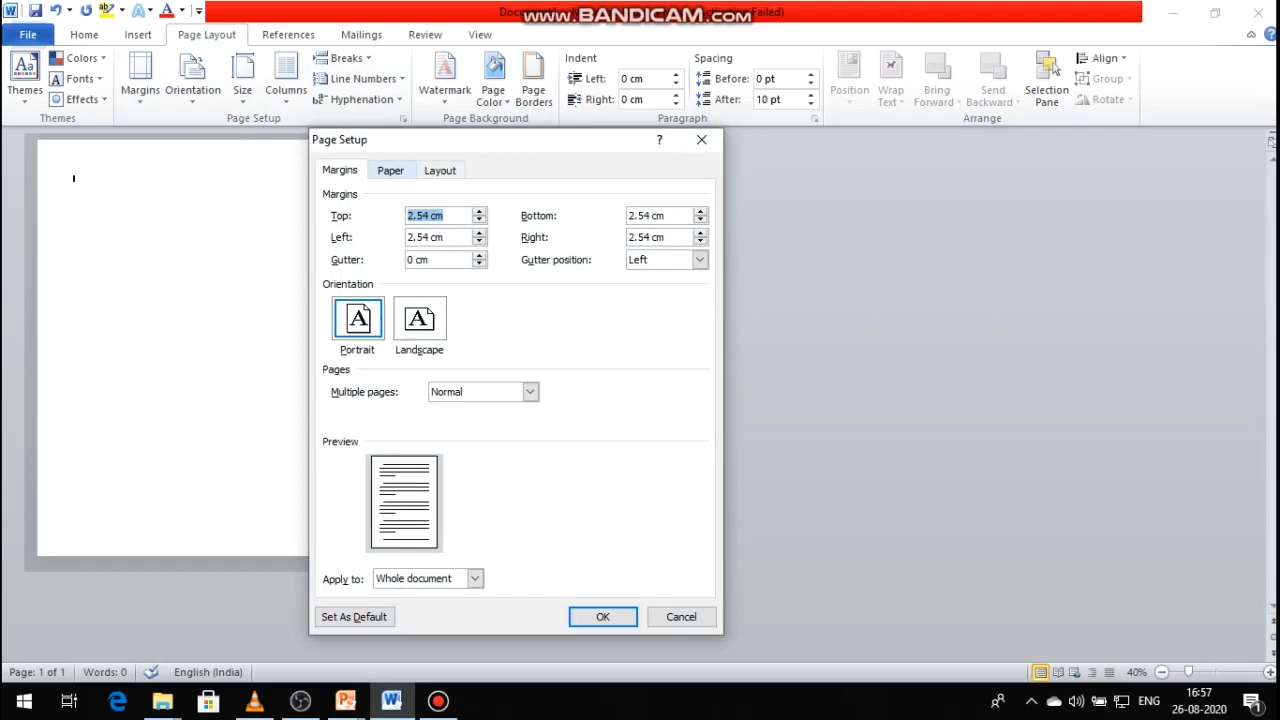 www.BANDICAM.com
Failed)
File Home Insert Page Layout References Mailings Review View
Themes
Colors
Fonts
Effects
Themes
Margins
Orientation
Size
Columns
Breaks
Line Numbers
Hyphenation
Page Setup
Watermark
Page Color
Page Borders
Page Background
Indent
Left: 0 cm
Right: 0 cm
Spacing
Before: 0 pt
After: 10 pt
Paragraph
Position
Wrap Text
Bring Forward
Send Backward
Selection Pane
Align
Group
Rotate
Arrange
Page Setup
Margins Paper Layout
Margins
Top: 2.54 cm Bottom: 2.54 cm
Left: 2.54 cm Right: 2.54 cm
Gutter: 0 cm Gutter position: Left
Orientation
Portrait Landscape
Pages
Multiple pages: Normal
Preview
Apply to: Whole document
Set As Default OK Cancel
Page: 1 of 1 Words: 0 English (India) 40%
ENG
16:57
26-08-2020
1